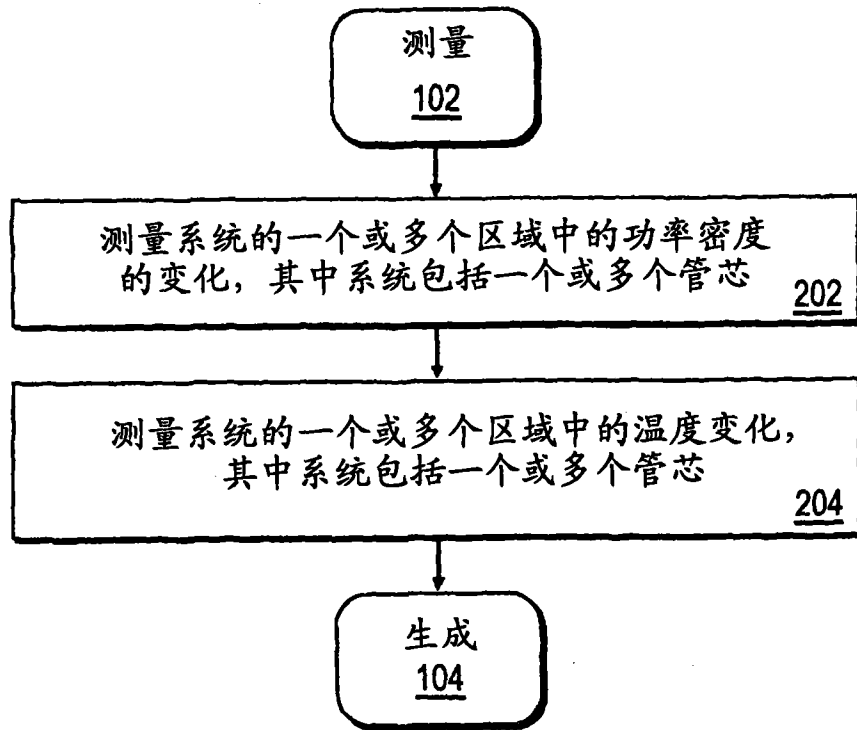 测量
102
测量系统的一个或多个区域中的功率密度
的变化，其中系统包括一个或多个管芯
202
测量系统的一个或多个区域中的温度变化，
其中系统包括一个或多个管芯
204
生成
104